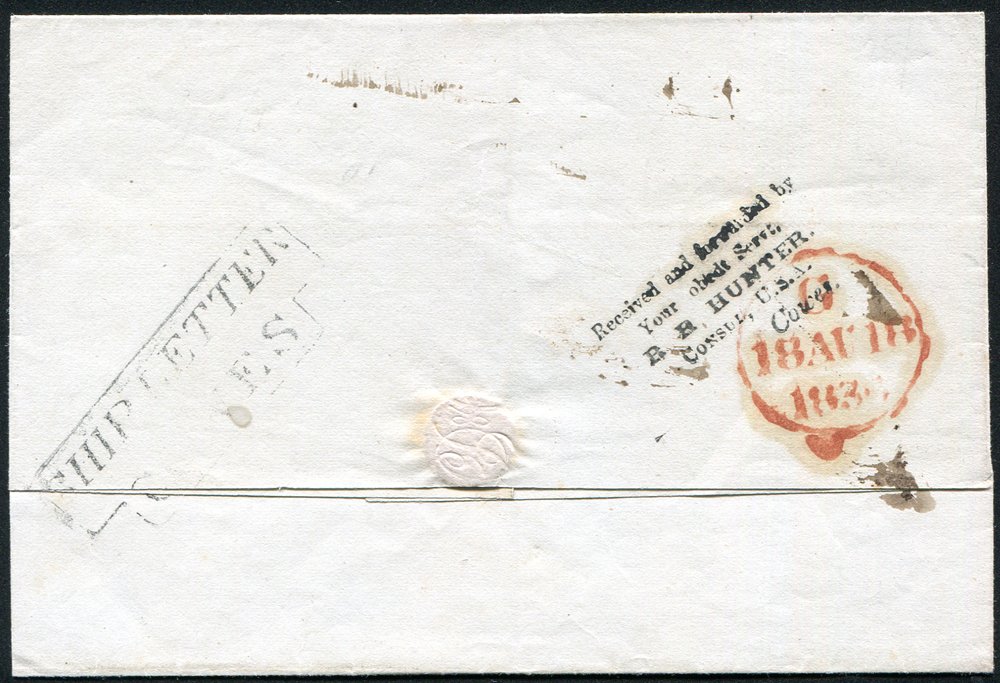 SHIP LETTER
Received and forwarded by
Your obedt Servt,
R. B. HUNTER.
CONSUL, U.S.A.
Cowes.
G
18 AU 18